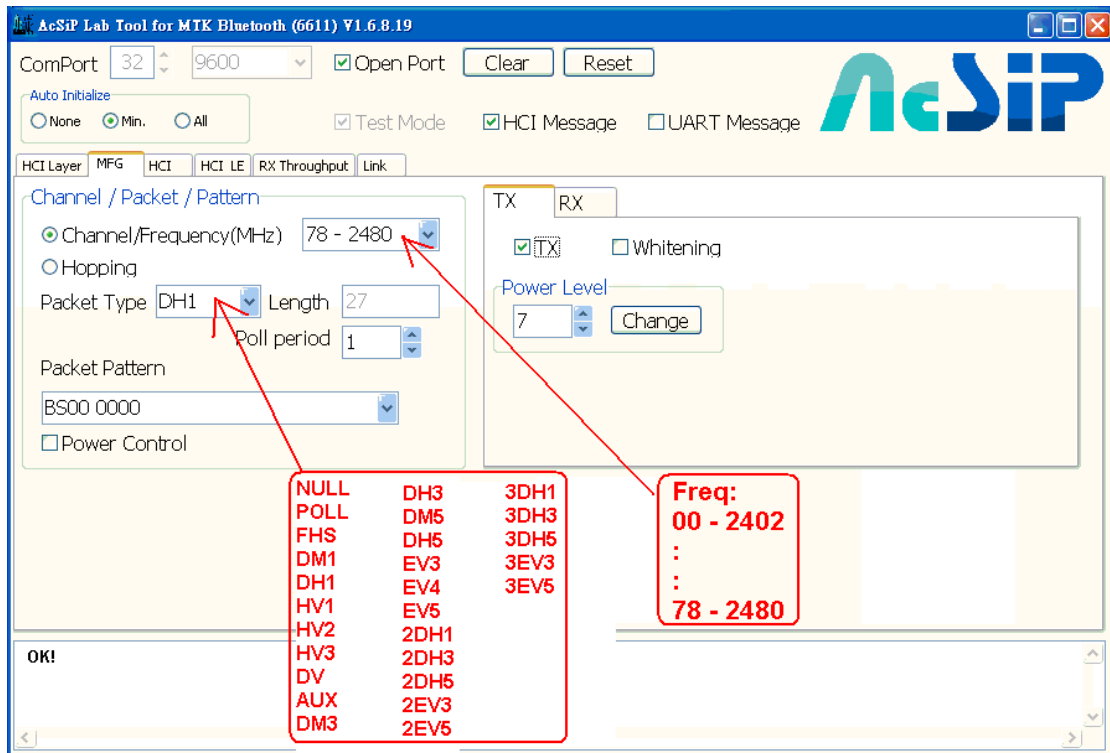 AcSiP Lab Tool for MTK Bluetooth (6611) V1.6.8.19
ComPort 32 9600 Open Port Clear Reset
AcSiP
Auto Initialize
None Min. All Test Mode HCI Message UART Message
HCI Layer MFG HCI HCI LE RX Throughput Link
Channel / Packet / Pattern
Channel/Frequency(MHz) 78 - 2480
Hopping
Packet Type DH1 Length 27
Poll period 1
Packet Pattern
BS00 0000
Power Control
TX RX
TX Whitening
Power Level
7 Change
NULL DH3 3DH1
POLL DM5 3DH3
FHS DH5 3DH5
DM1 EV3 3EV3
DH1 EV4 3EV5
HV1 EV5
HV2 2DH1
HV3 2DH3
DV 2DH5
AUX 2EV3
DM3 2EV5
Freq:
00 - 2402
:
:
78 - 2480
OK!